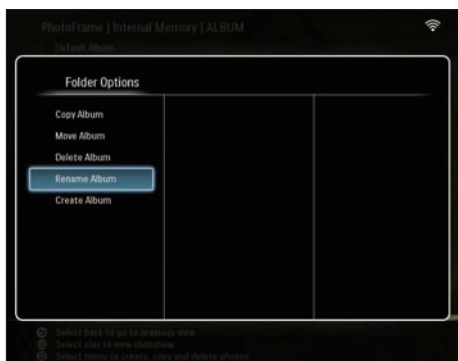 PhotoFrame | Internal Memory | ALBUM
Default Album
Folder Options
Copy Album
Move Album
Delete Album
Rename Album
Create Album
Select back to go to previous view
Select play to view slideshow
Select menu to create, copy and delete photos